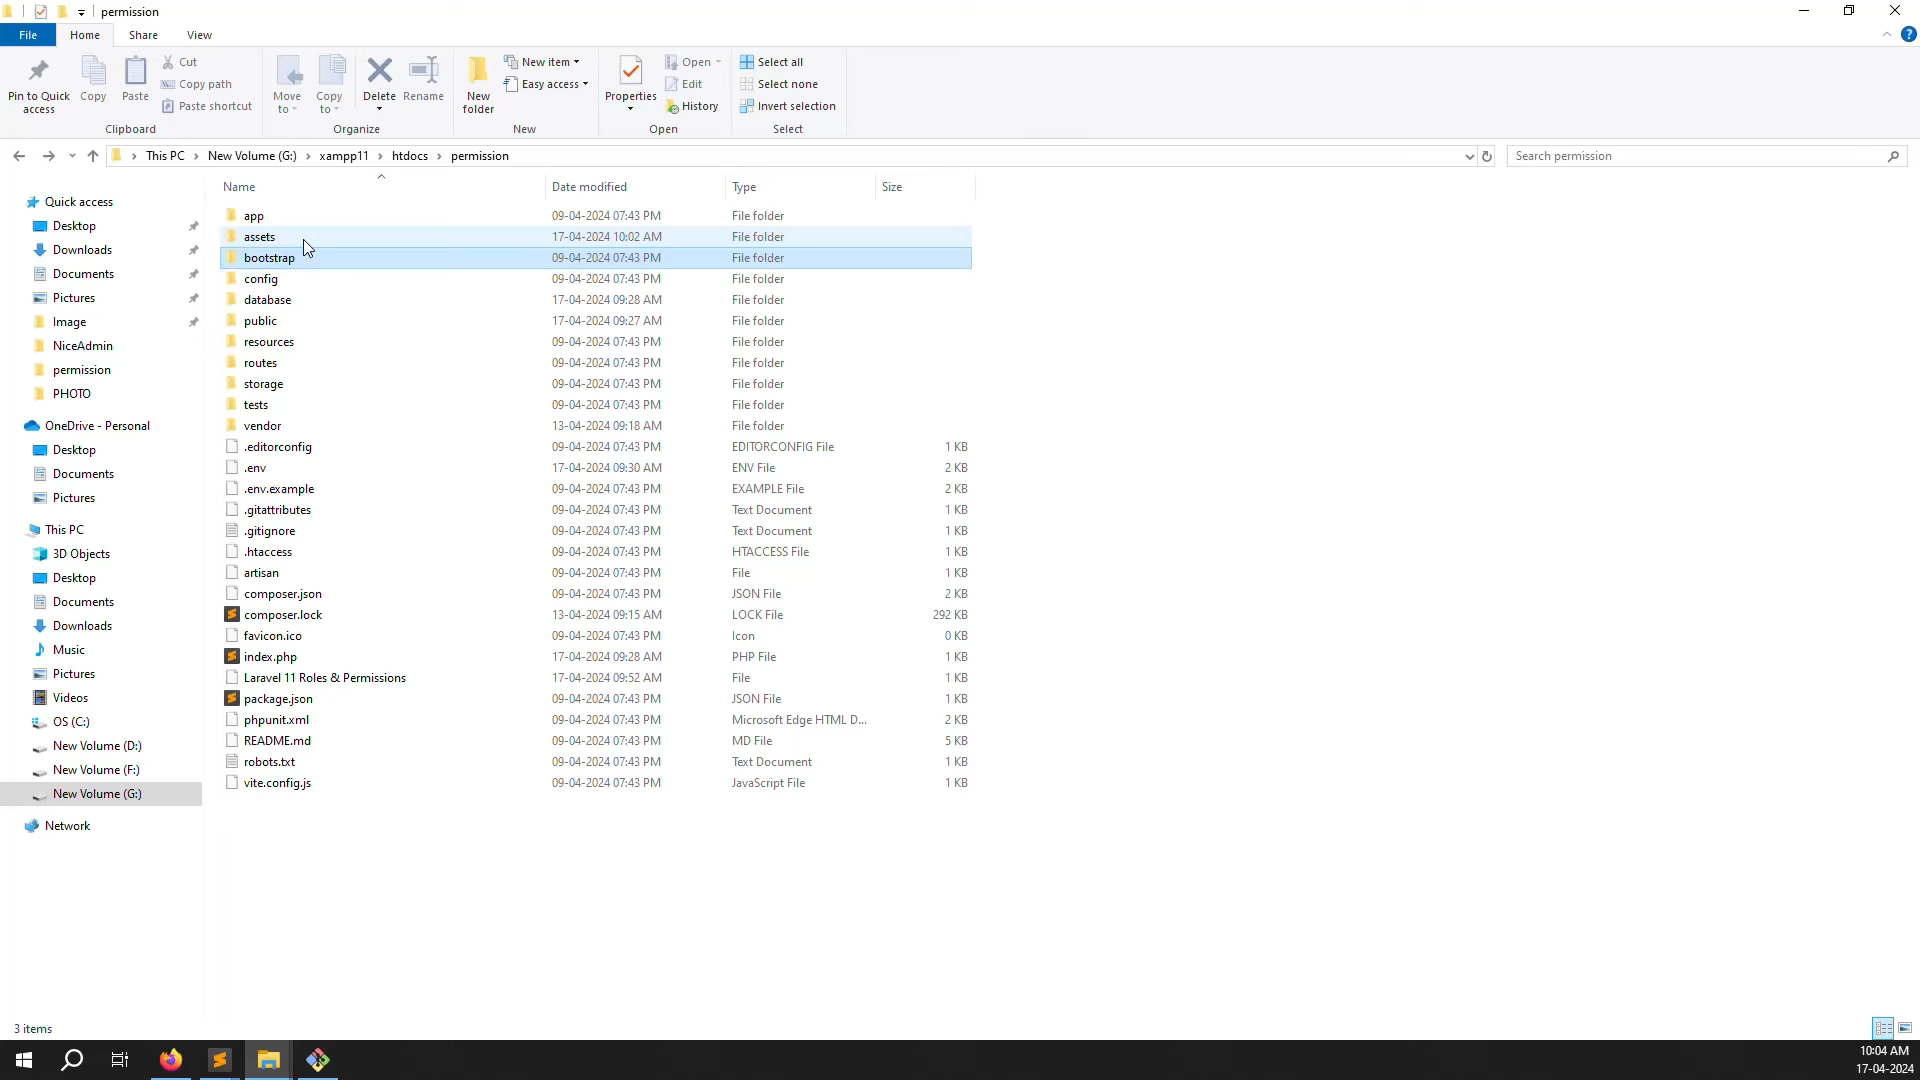 permission
File Home Share View
Pin to Quick access Copy Paste Cut Copy path Paste shortcut Move to Copy to Delete Rename New folder New item Easy access Properties Open Edit History Select all Select none Invert selection
Clipboard Organize New Open Select
This PC New Volume (G:) xampp11 htdocs permission Search permission
Name Date modified Type Size
Quick access
Desktop
Downloads
Documents
Pictures
Image
NiceAdmin
permission
PHOTO
OneDrive - Personal
Desktop
Documents
Pictures
This PC
3D Objects
Desktop
Documents
Downloads
Music
Pictures
Videos
OS (C:)
New Volume (D:)
New Volume (F:)
New Volume (G:)
Network
app 09-04-2024 07:43 PM File folder
assets 17-04-2024 10:02 AM File folder
bootstrap 09-04-2024 07:43 PM File folder
config 09-04-2024 07:43 PM File folder
database 17-04-2024 09:28 AM File folder
public 17-04-2024 09:27 AM File folder
resources 09-04-2024 07:43 PM File folder
routes 09-04-2024 07:43 PM File folder
storage 09-04-2024 07:43 PM File folder
tests 09-04-2024 07:43 PM File folder
vendor 13-04-2024 09:18 AM File folder
.editorconfig 09-04-2024 07:43 PM EDITORCONFIG File 1 KB
.env 17-04-2024 09:30 AM ENV File 2 KB
.env.example 09-04-2024 07:43 PM EXAMPLE File 2 KB
.gitattributes 09-04-2024 07:43 PM Text Document 1 KB
.gitignore 09-04-2024 07:43 PM Text Document 1 KB
.htaccess 09-04-2024 07:43 PM HTACCESS File 1 KB
artisan 09-04-2024 07:43 PM File 1 KB
composer.json 09-04-2024 07:43 PM JSON File 2 KB
composer.lock 13-04-2024 09:15 AM LOCK File 292 KB
favicon.ico 09-04-2024 07:43 PM Icon 0 KB
index.php 17-04-2024 09:28 AM PHP File 1 KB
Laravel 11 Roles & Permissions 17-04-2024 09:52 AM File 1 KB
package.json 09-04-2024 07:43 PM JSON File 1 KB
phpunit.xml 09-04-2024 07:43 PM Microsoft Edge HTML D... 2 KB
README.md 09-04-2024 07:43 PM MD File 5 KB
robots.txt 09-04-2024 07:43 PM Text Document 1 KB
vite.config.js 09-04-2024 07:43 PM JavaScript File 1 KB
3 items
10:04 AM
17-04-2024